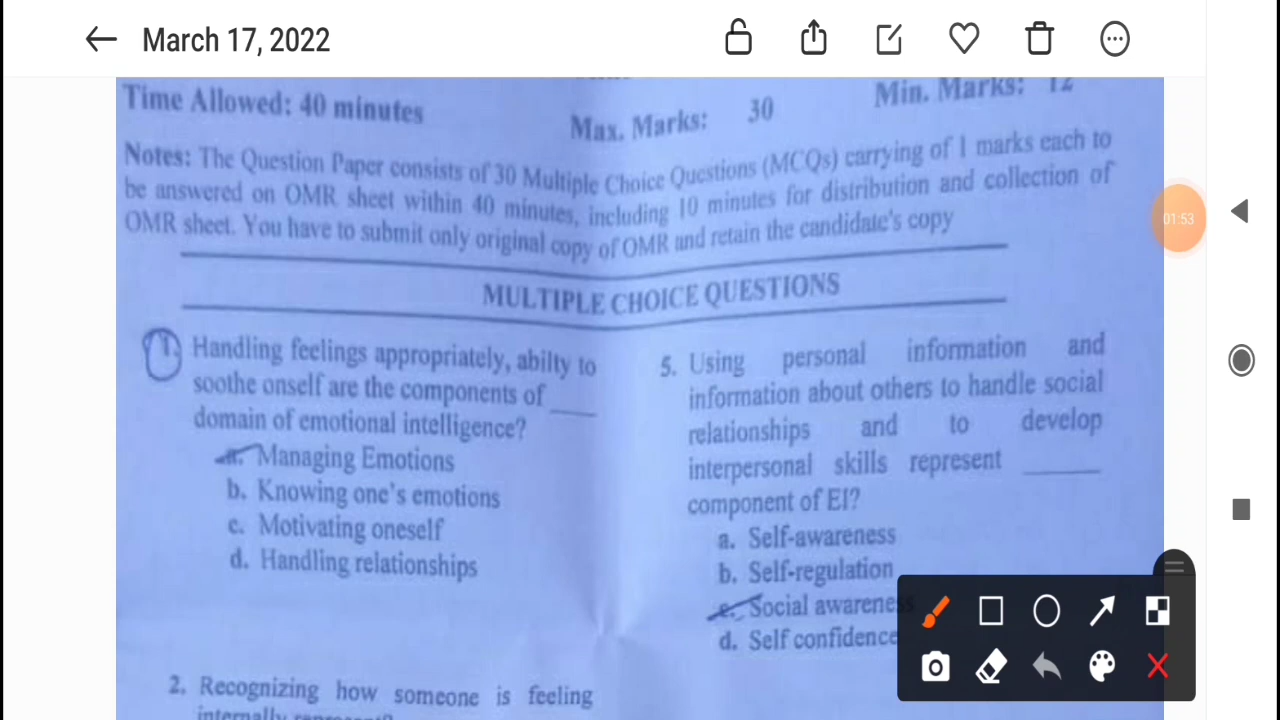 March 17, 2022
Time Allowed: 40 minutes
Max. Marks: 30
Min. Marks: 12
01:53
Notes: The Question Paper consists of 30 Multiple Choice Questions (MCQs) carrying of 1 marks each to
be answered on OMR sheet within 40 minutes, including 10 minutes for distribution and collection of
OMR sheet. You have to submit only original copy of OMR and retain the candidate's copy
MULTIPLE CHOICE QUESTIONS
1. Handling feelings appropriately, abilty to
soothe onself are the components of ____
domain of emotional intelligence?
a. Managing Emotions
b. Knowing one's emotions
c. Motivating oneself
d. Handling relationships
2. Recognizing how someone is feeling
internally
5. Using personal information and
information about others to handle social
relationships and to develop
interpersonal skills represent ______
component of EI?
a. Self-awareness
b. Self-regulation
c. Social awareness
d. Self confidence